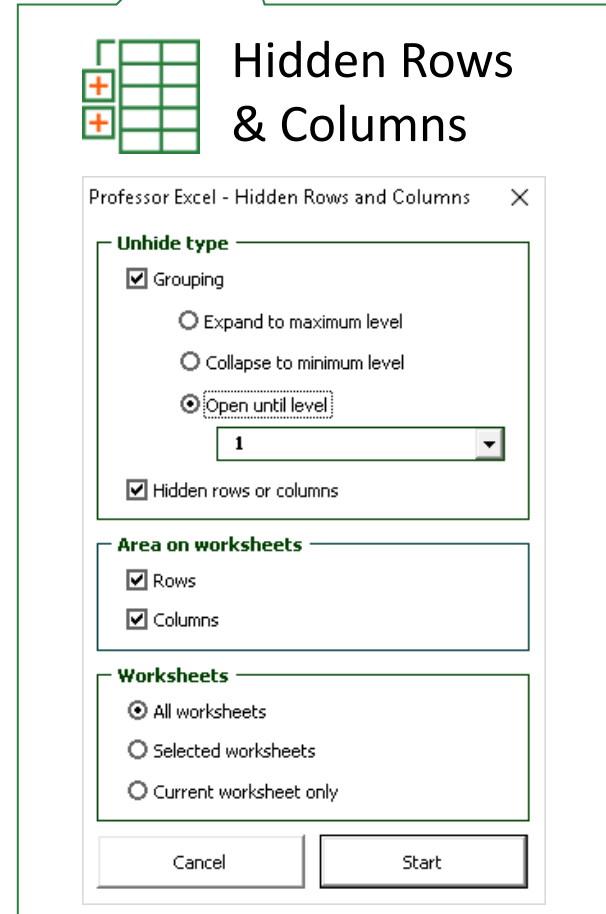 Hidden Rows
& Columns
Professor Excel - Hidden Rows and Columns
Unhide type
Grouping
Expand to maximum level
Collapse to minimum level
Open until level
1
Hidden rows or columns
Area on worksheets
Rows
Columns
Worksheets
All worksheets
Selected worksheets
Current worksheet only
Cancel
Start